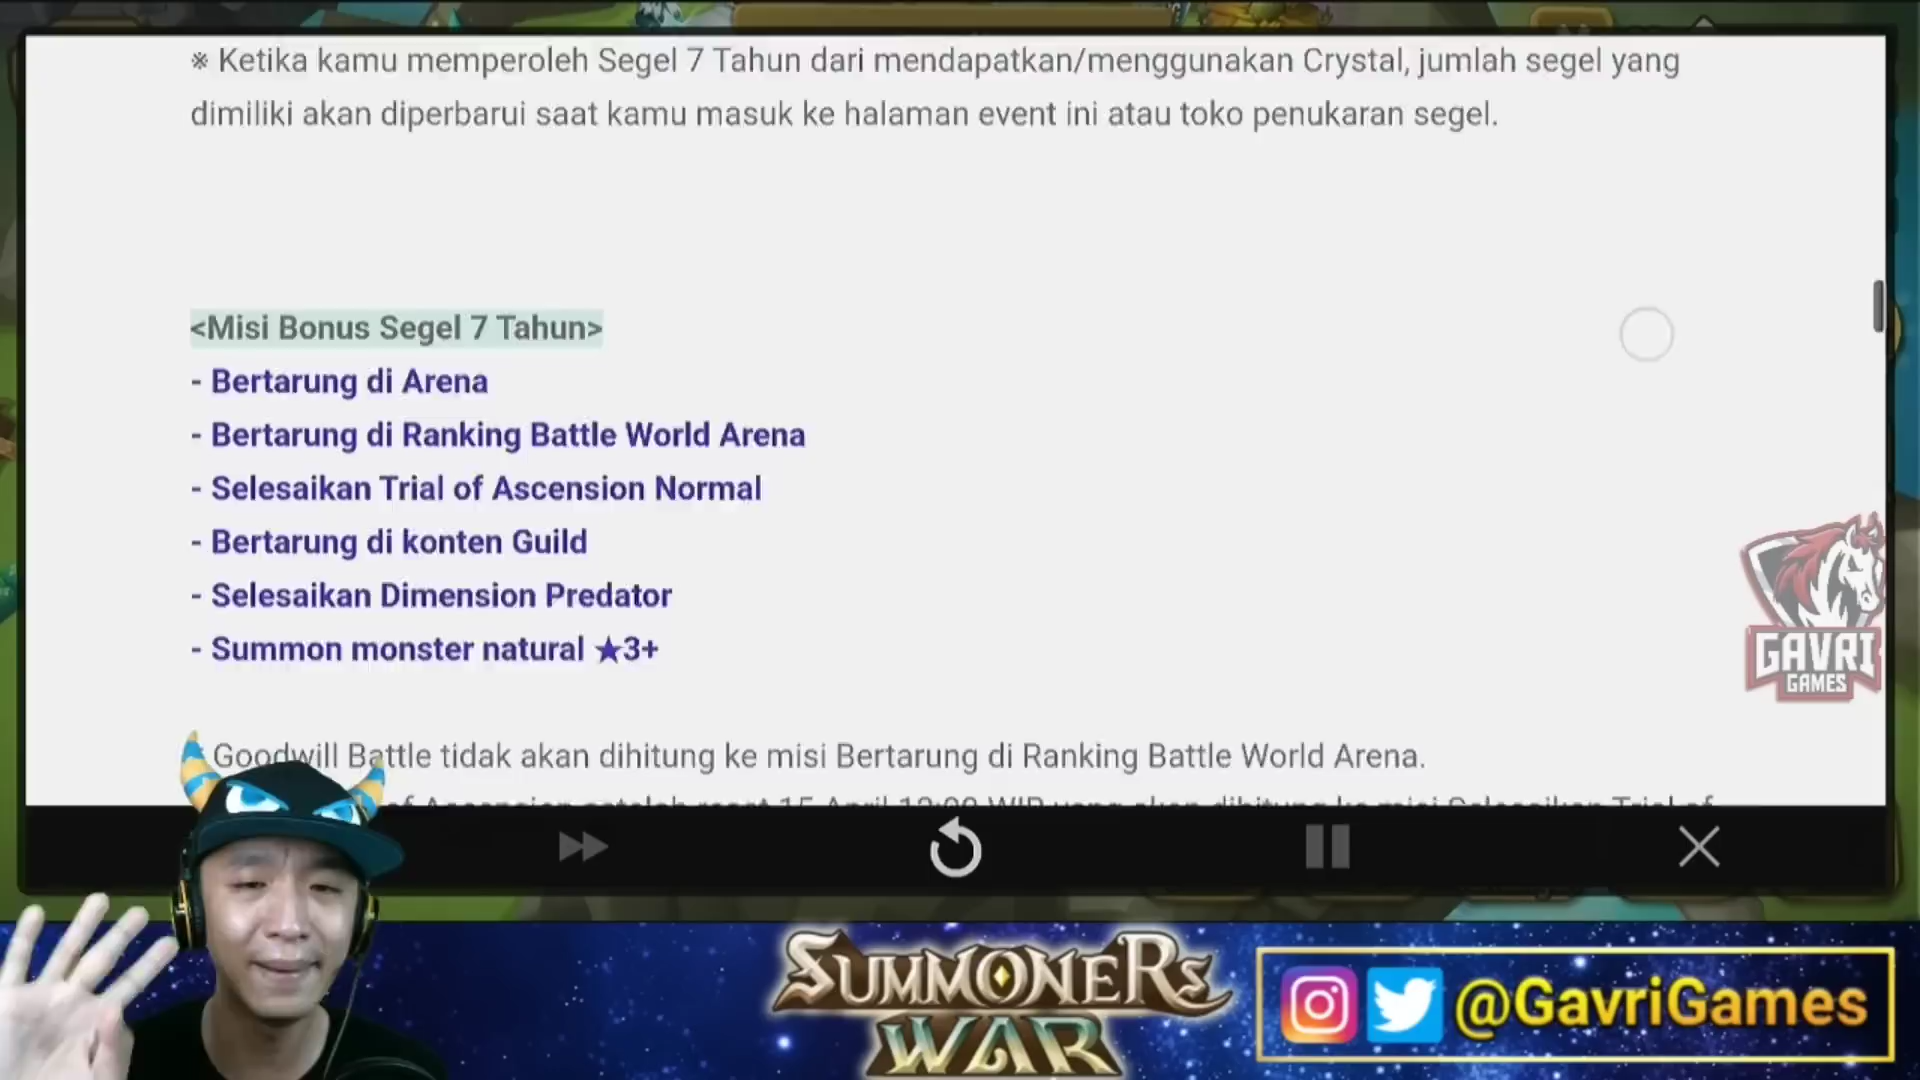 ※ Ketika kamu memperoleh Segel 7 Tahun dari mendapatkan/menggunakan Crystal, jumlah segel yang
dimiliki akan diperbarui saat kamu masuk ke halaman event ini atau toko penukaran segel.
<Misi Bonus Segel 7 Tahun>
- Bertarung di Arena
- Bertarung di Ranking Battle World Arena
- Selesaikan Trial of Ascension Normal
- Bertarung di konten Guild
- Selesaikan Dimension Predator
- Summon monster natural ★3+
Goodwill Battle tidak akan dihitung ke misi Bertarung di Ranking Battle World Arena.
GAVRI
GAMES
SUMMONERS
WAR
@GavriGames